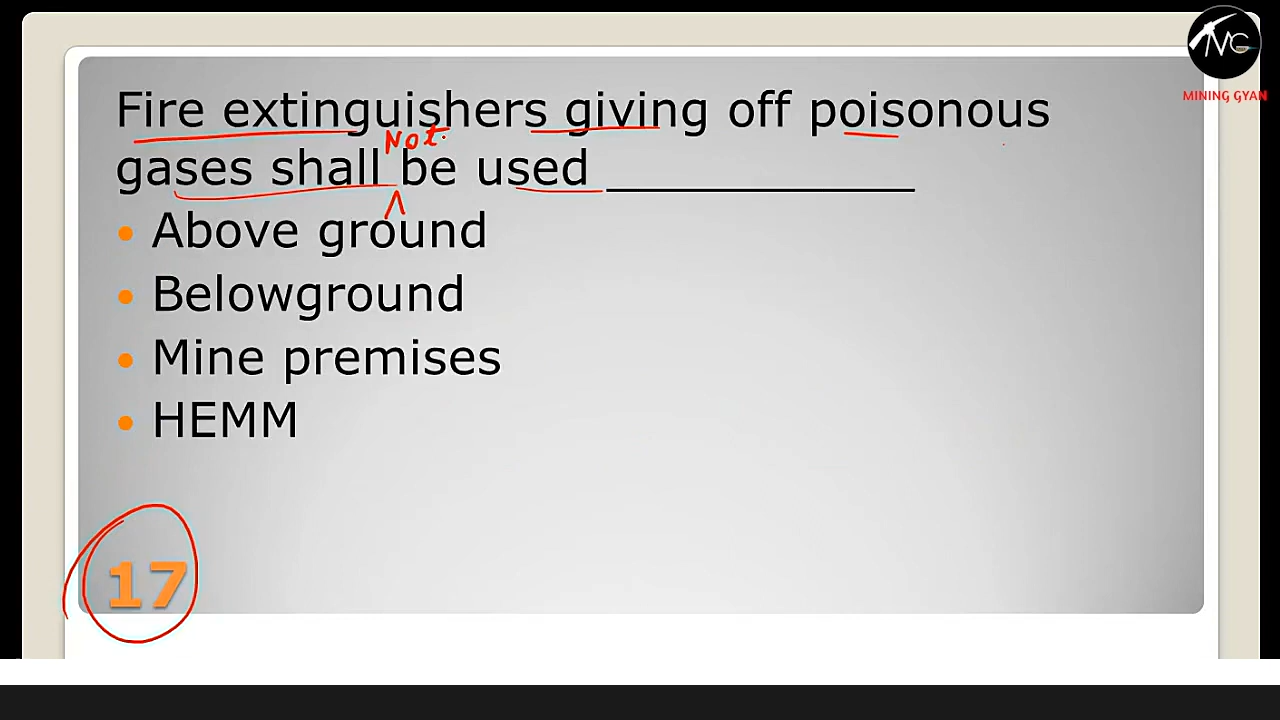 MC
MINING GYAN
Fire extinguishers giving off poisonous
Not
gases shall be used ____________
• Above ground
• Belowground
• Mine premises
• HEMM
17